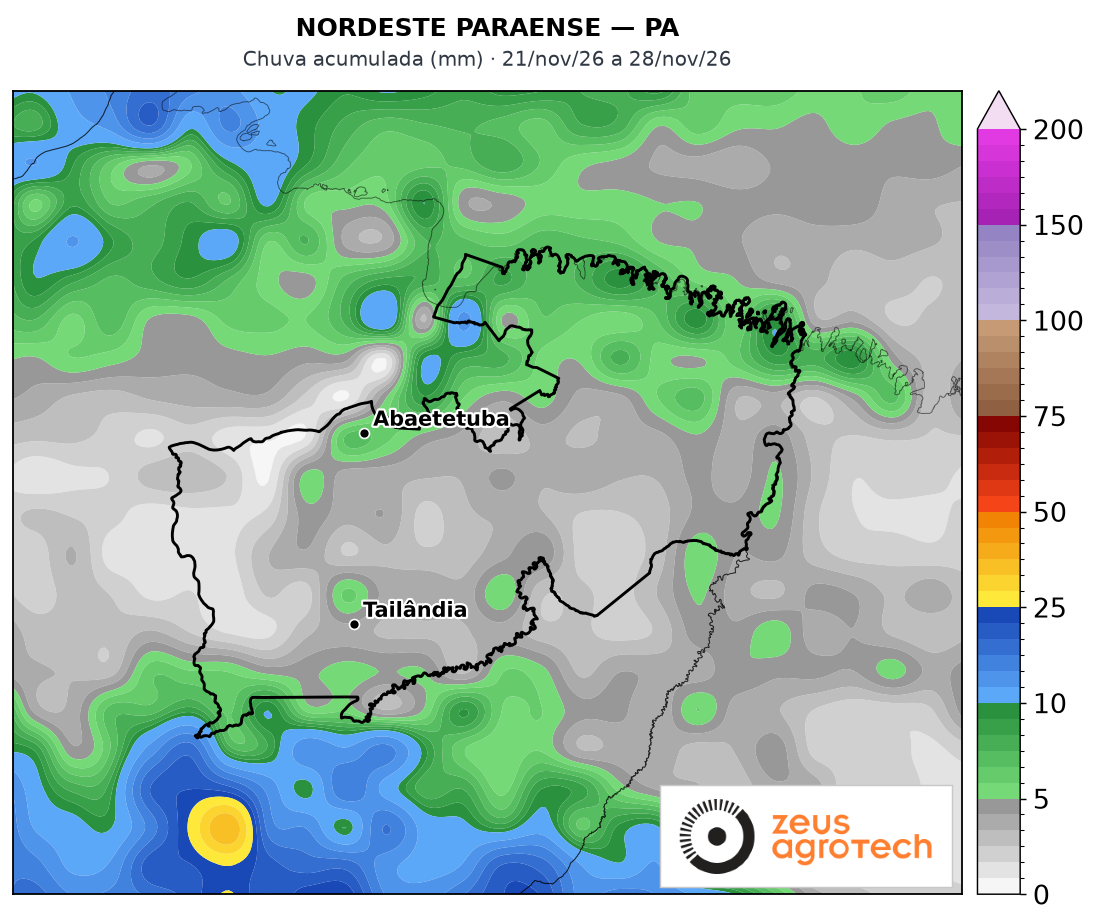 NORDESTE PARAENSE — PA
Chuva acumulada (mm) · 21/nov/26 a 28/nov/26
200
150
100
75
50
25
10
5
0
Abaetetuba
Tailândia
zeus
agrotech